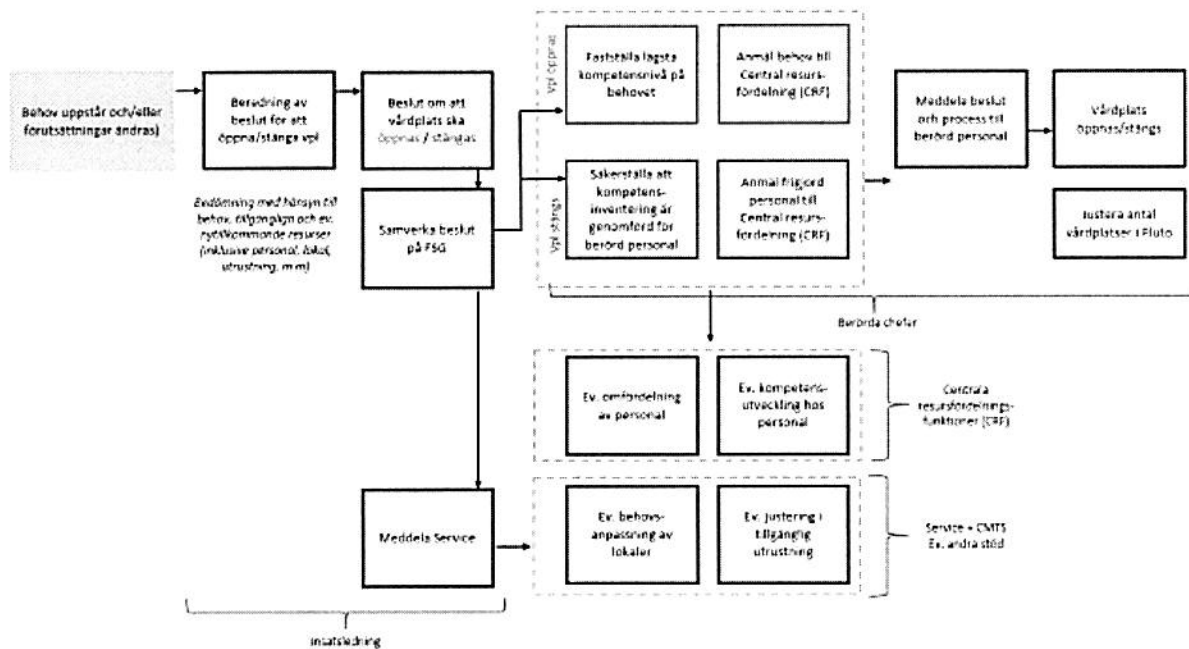 Behov uppstår och/eller
förutsättningar ändras)
Beredning av
beslut för att
öppna/stänga vpl
Bedömning med hänsyn till
behov, tillgängliga och ev.
nytillkommande resurser
(inklusive personal, lokal,
utrustning, m m)
Beslut om att
vårdplats ska
öppnas / stängas
Samverka beslut
på FSG
Vpl öppnas
Fastställa lägsta
kompetensnivå på
behovet
Anmäl behov till
Central resurs-
fördelning (CRF)
Vpl stängs
Säkerställa att
kompetens-
inventering är
genomförd för
berörd personal
Anmäl frigjord
personal till
Central resurs-
fördelning (CRF)
Meddela beslut
och process till
berörd personal
Vårdplats
öppnas/stängs
Justera antal
vårdplatser i Pluto
Berörda chefer
Ev. omfördelning
av personal
Ev. kompetens-
utveckling hos
personal
Centrala
resursfördelnings-
funktioner (CRF)
Meddela Service
Ev. behovs-
anpassning av
lokaler
Ev. justering i
tillgänglig
utrustning
Service + CMTS
Ev. andra stöd
Insatsledning